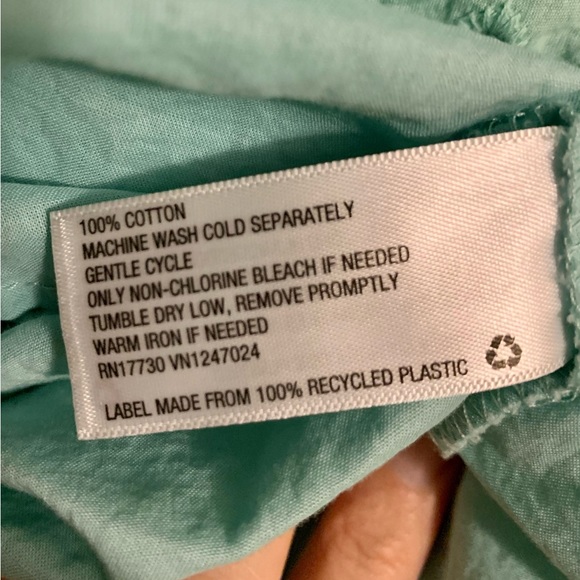 100% COTTON
MACHINE WASH COLD SEPARATELY
GENTLE CYCLE
ONLY NON-CHLORINE BLEACH IF NEEDED
TUMBLE DRY LOW, REMOVE PROMPTLY
WARM IRON IF NEEDED
RN17730 VN1247024
LABEL MADE FROM 100% RECYCLED PLASTIC